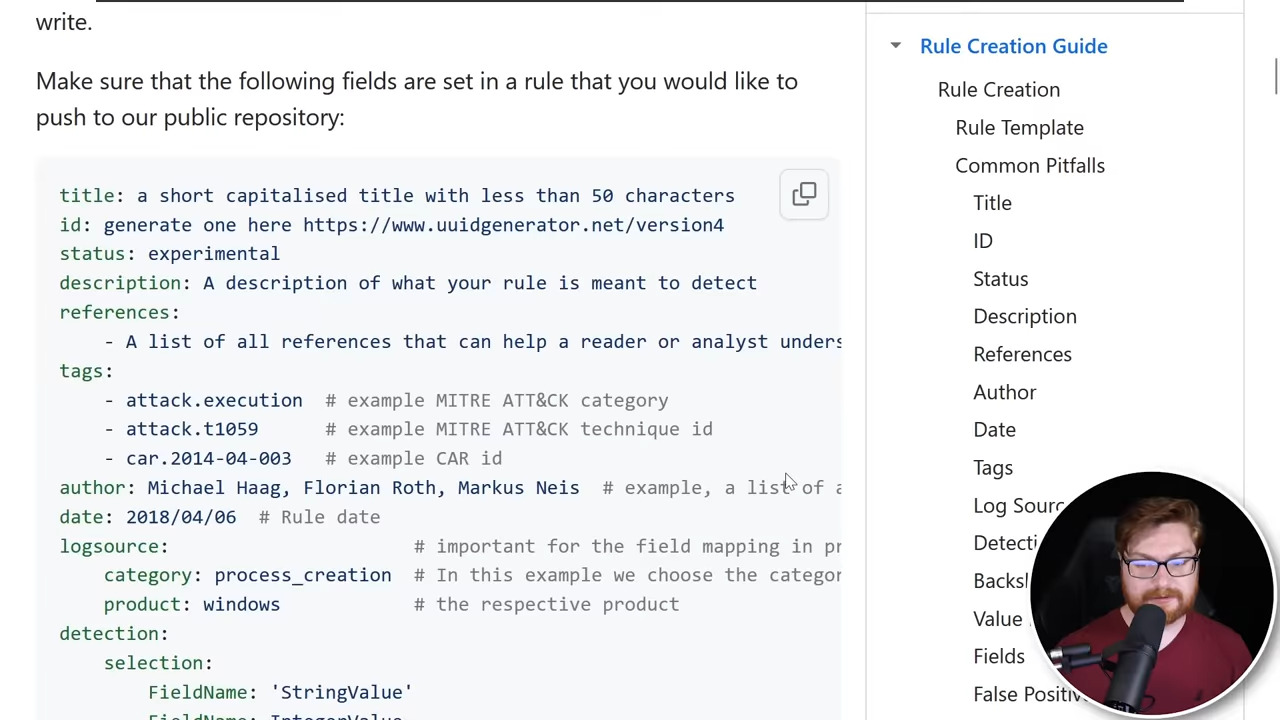 write.
Make sure that the following fields are set in a rule that you would like to
push to our public repository:
title: a short capitalised title with less than 50 characters
id: generate one here https://www.uuidgenerator.net/version4
status: experimental
description: A description of what your rule is meant to detect
references:
- A list of all references that can help a reader or analyst unders
tags:
- attack.execution # example MITRE ATT&CK category
- attack.t1059 # example MITRE ATT&CK technique id
- car.2014-04-003 # example CAR id
author: Michael Haag, Florian Roth, Markus Neis # example, a list of a
date: 2018/04/06 # Rule date
logsource: # important for the field mapping in pr
category: process_creation # In this example we choose the categor
product: windows # the respective product
detection:
selection:
FieldName: 'StringValue'
FieldName: IntegerValue
Rule Creation Guide
Rule Creation
Rule Template
Common Pitfalls
Title
ID
Status
Description
References
Author
Date
Tags
Log Sourc
Detecti
Backsl
Value
Fields
False Positiv